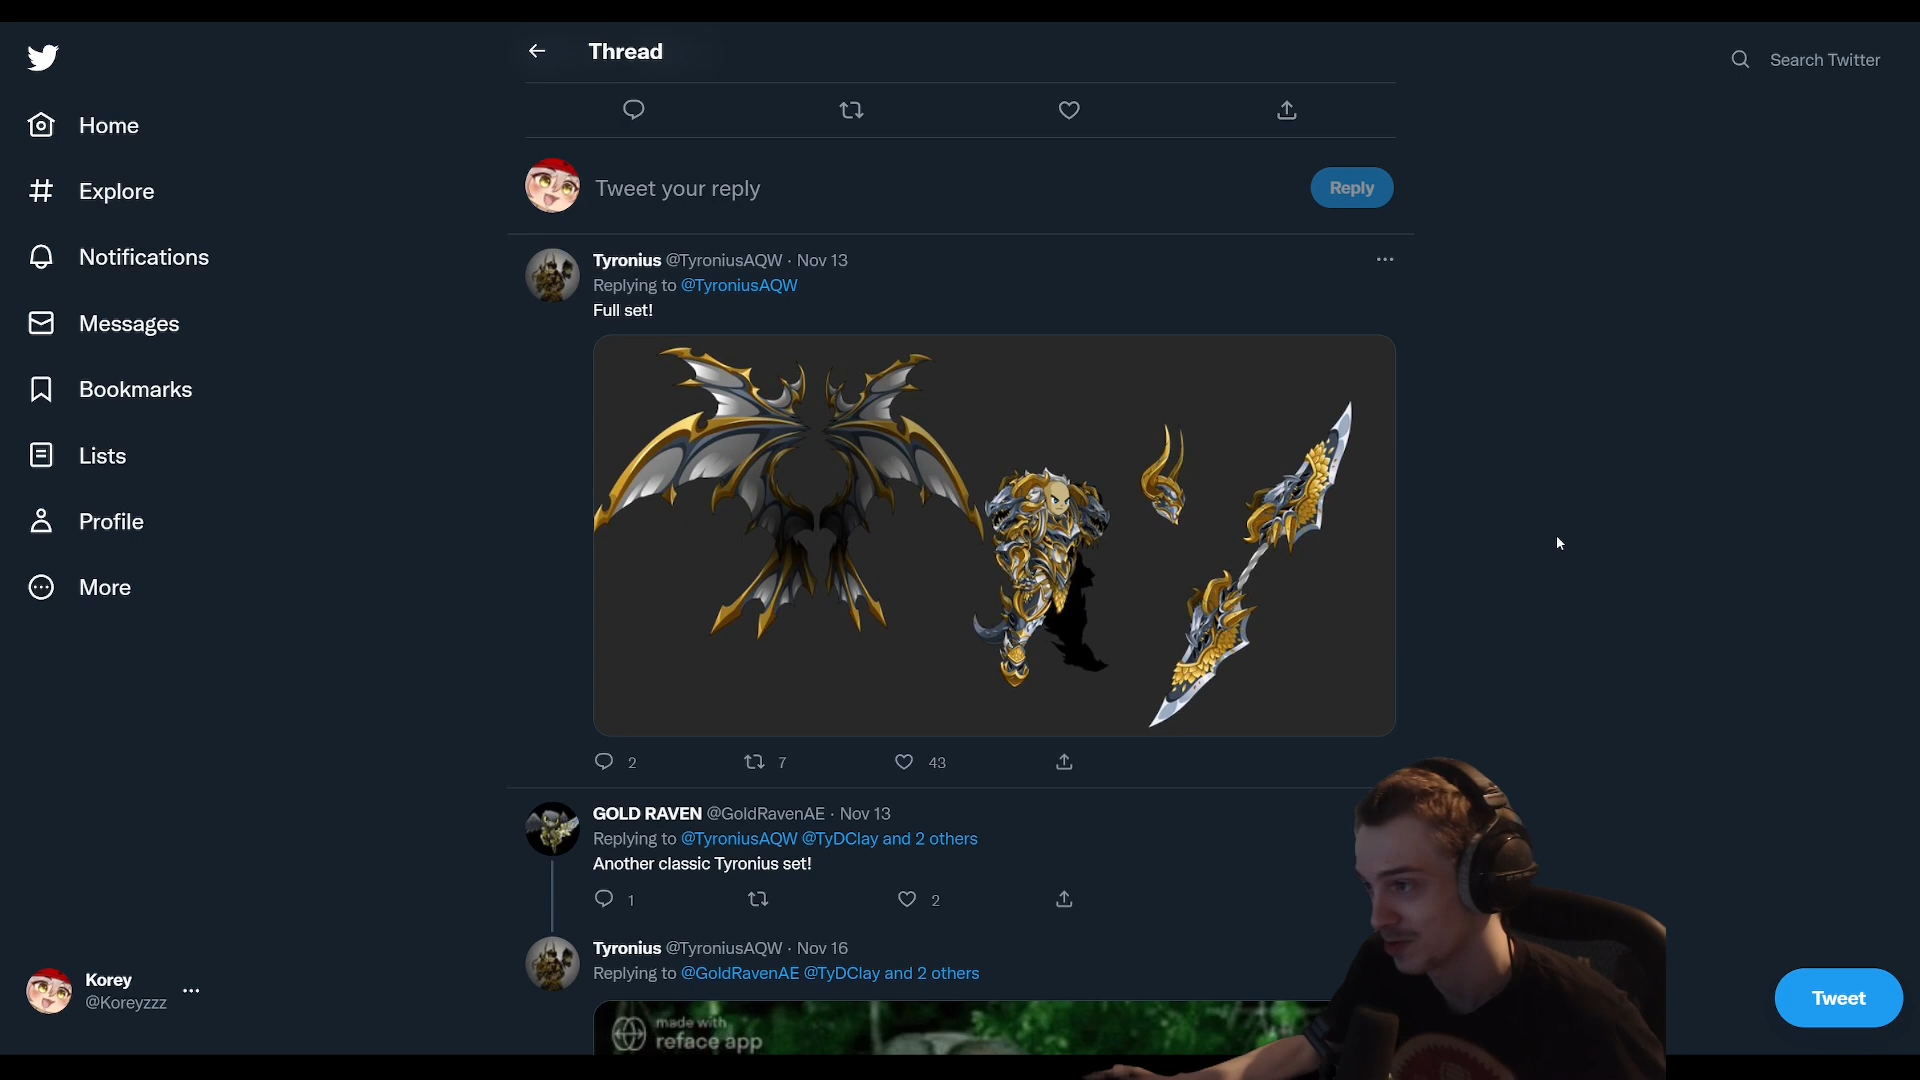 Thread
Search Twitter
Home
Explore
Notifications
Messages
Bookmarks
Lists
Profile
More
Korey
@Koreyzzz
Tweet your reply
Reply
Tyronius @TyroniusAQW · Nov 13
Replying to @TyroniusAQW
Full set!
2 7 43
GOLD RAVEN @GoldRavenAE · Nov 13
Replying to @TyroniusAQW @TyDClay and 2 others
Another classic Tyronius set!
1 2
Tyronius @TyroniusAQW · Nov 16
Replying to @GoldRavenAE @TyDClay and 2 others
made with
reface app
Tweet